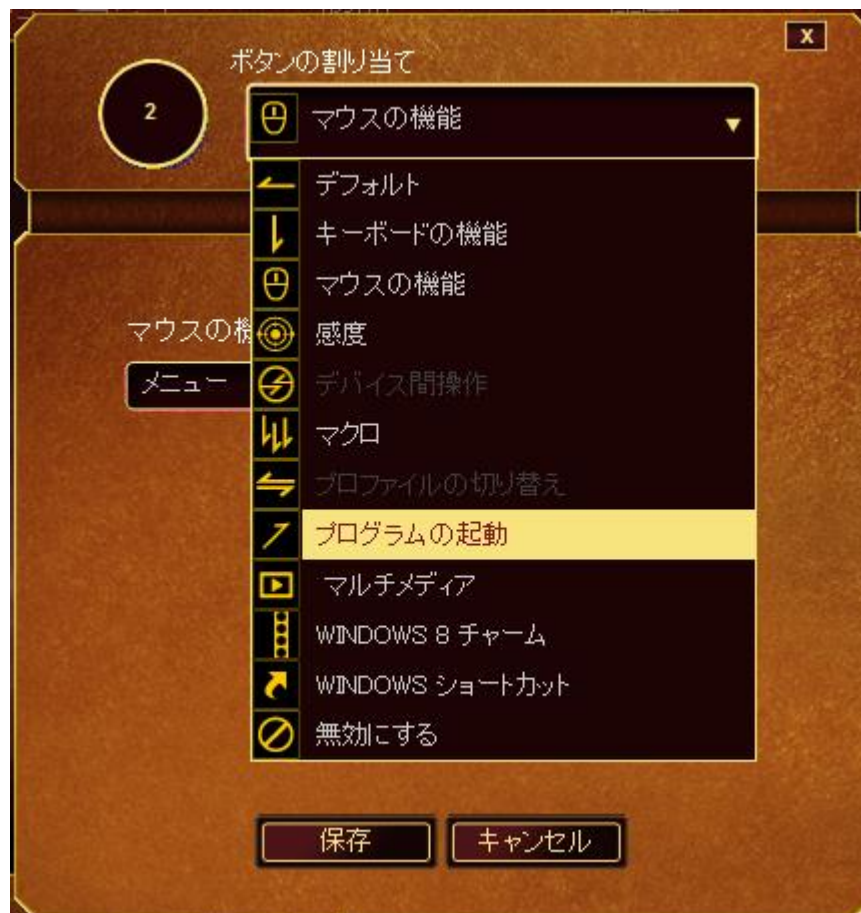 X
ボタンの割り当て
2
マウスの機能
デフォルト
キーボードの機能
マウスの機能
マウスの機
感度
メニュー
デバイス間操作
マクロ
プロファイルの切り替え
プログラムの起動
マルチメディア
WINDOWS 8 チャーム
WINDOWS ショートカット
無効にする
保存
キャンセル